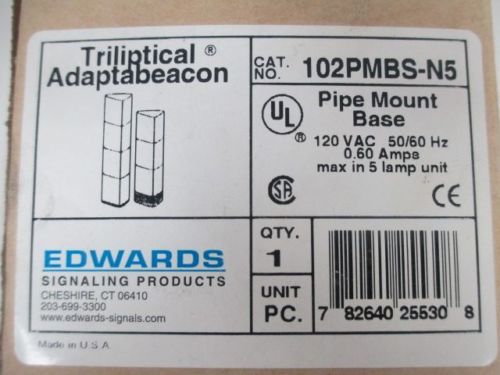 Triliptical ®
Adaptabeacon
CAT.
NO. 102PMBS-N5
UL
®
Pipe Mount
Base
120 VAC 50/60 Hz
0.60 Amps
max in 5 lamp unit
SA
CE
EDWARDS
SIGNALING PRODUCTS
CHESHIRE, CT 06410
203-699-3300
www.edwards-signals.com
QTY.
1
UNIT
PC.
7 82640 25530 8
Made in U.S.A.